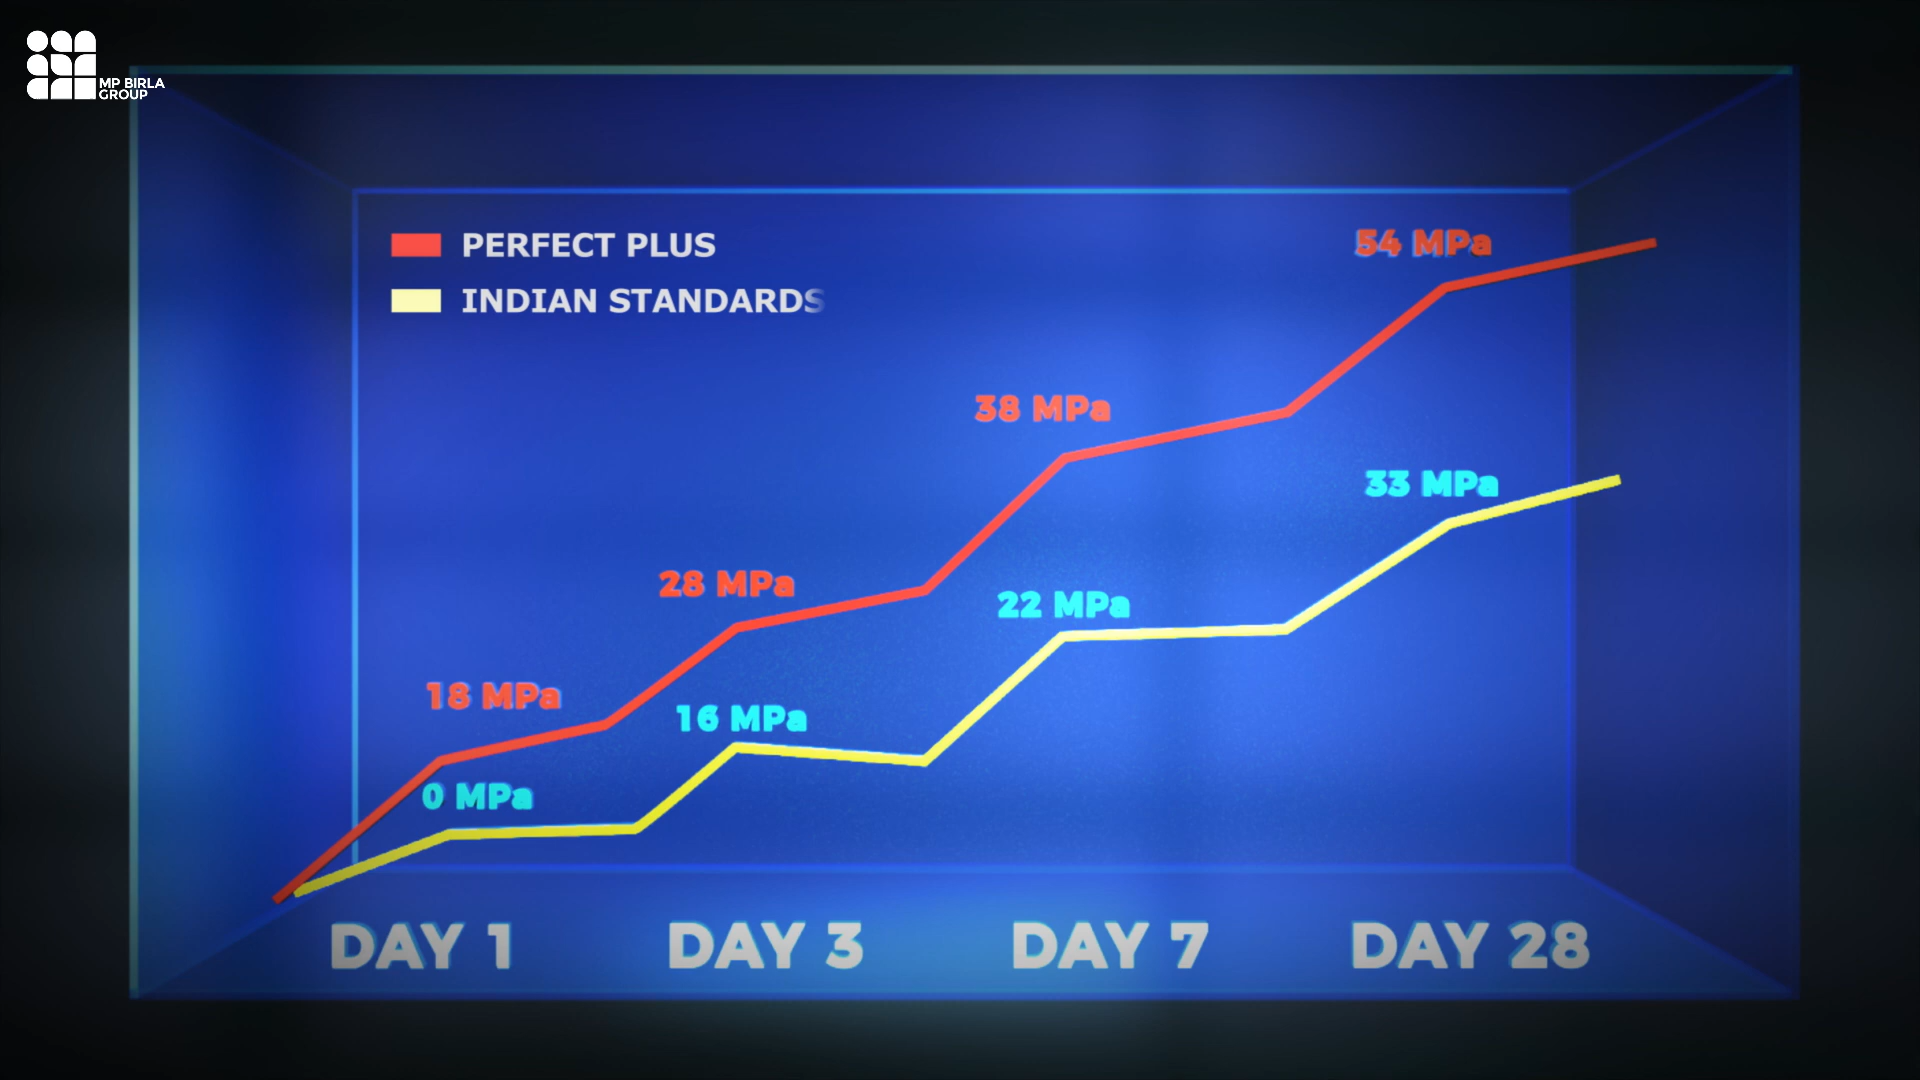 MP BIRLA
GROUP
PERFECT PLUS
INDIAN STANDARDS
54 MPa
38 MPa
33 MPa
28 MPa
22 MPa
18 MPa
16 MPa
0 MPa
DAY 1 DAY 3 DAY 7 DAY 28